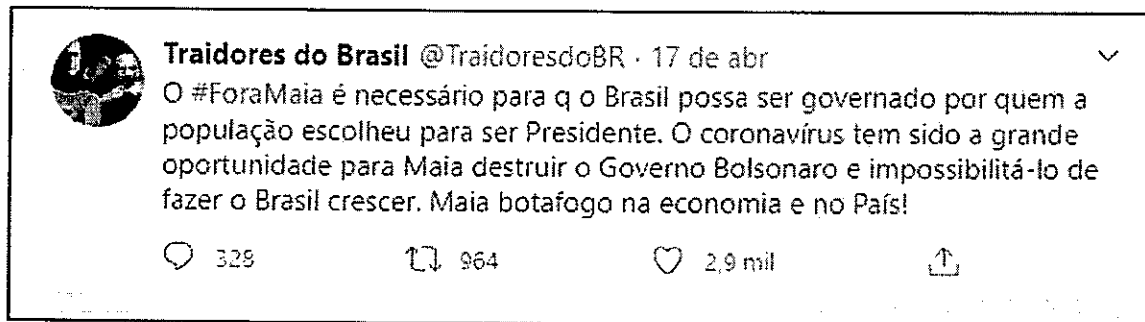 Traidores do Brasil @TraidoresdoBR · 17 de abr
O #ForaMaia é necessário para q o Brasil possa ser governado por quem a
população escolheu para ser Presidente. O coronavírus tem sido a grande
oportunidade para Maia destruir o Governo Bolsonaro e impossibilitá-lo de
fazer o Brasil crescer. Maia botafogo na economia e no País!
328 964 2,9 mil